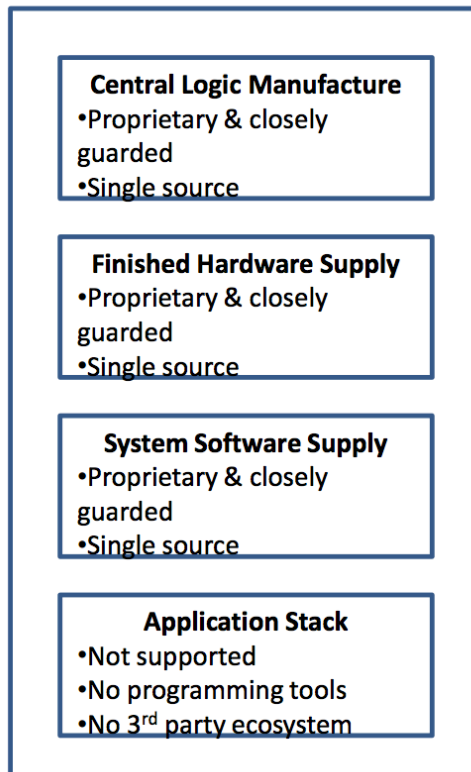 Central Logic Manufacture
•Proprietary & closely
guarded
•Single source
Finished Hardware Supply
•Proprietary & closely
guarded
•Single source
System Software Supply
•Proprietary & closely
guarded
•Single source
Application Stack
•Not supported
•No programming tools
•No 3rd party ecosystem